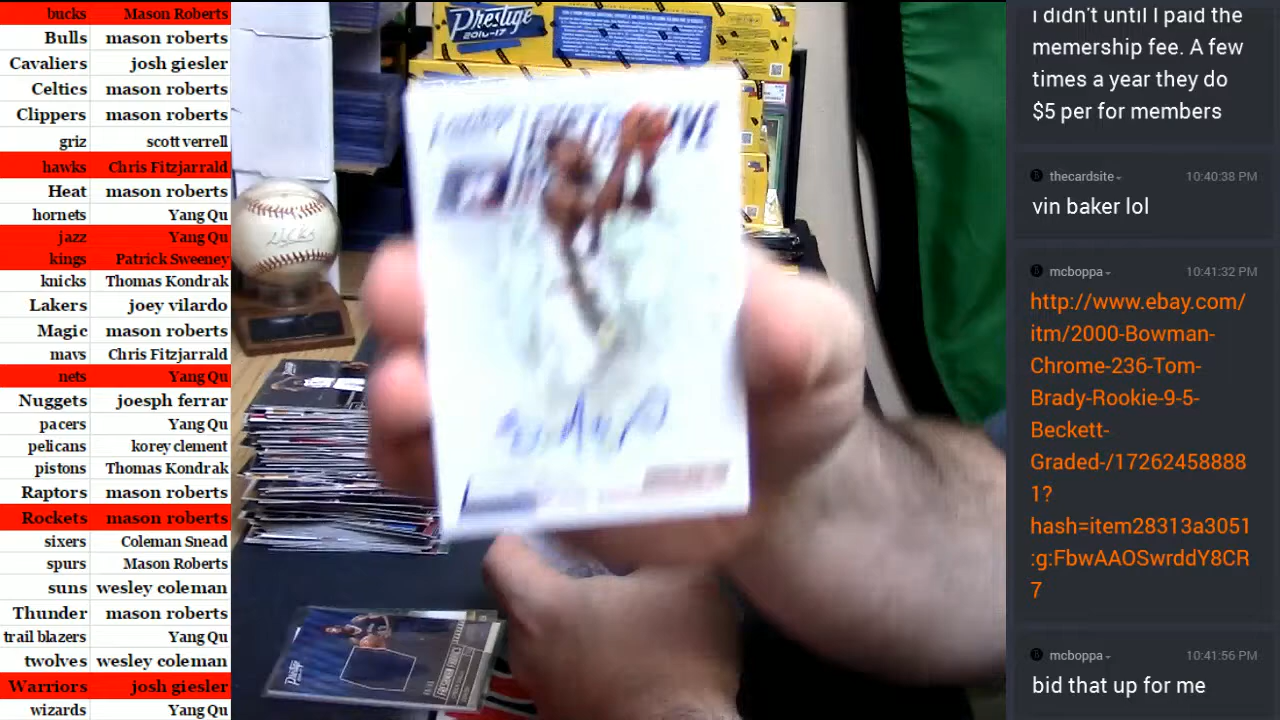 bucks Mason Roberts
Bulls mason roberts
Cavaliers josh giesler
Celtics mason roberts
Clippers mason roberts
griz scott verrell
hawks Chris Fitzjarrald
Heat mason roberts
hornets Yang Qu
jazz Yang Qu
kings Patrick Sweeney
knicks Thomas Kondrak
Lakers joey vilardo
Magic mason roberts
mavs Chris Fitzjarrald
nets Yang Qu
Nuggets joesph ferrar
pacers Yang Qu
pelicans korey clement
pistons Thomas Kondrak
Raptors mason roberts
Rockets mason roberts
sixers Coleman Snead
spurs Mason Roberts
suns wesley coleman
Thunder mason roberts
trail blazers Yang Qu
twolves wesley coleman
Warriors josh giesler
wizards Yang Qu
Prestige
2016-17
Prestige
I didn't until I paid the
memership fee. A few
times a year they do
$5 per for members
thecardsite
10:40:38 PM
vin baker lol
mcboppa
10:41:32 PM
http://www.ebay.com/
itm/2000-Bowman-
Chrome-236-Tom-
Brady-Rookie-9-5-
Beckett-
Graded-/17262458888
1?
hash=item28313a3051
:g:FbwAAOSwrddY8CR
7
mcboppa
10:41:56 PM
bid that up for me